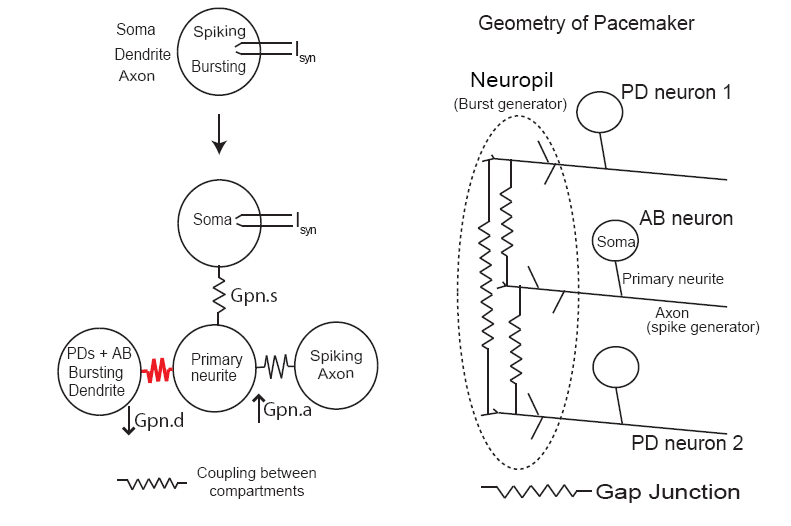 Soma
Dendrite
Axon
Spiking
Bursting
Isyn
Soma
Isyn
Gpn.s
PDs + AB
Bursting
Dendrite
Primary
neurite
Spiking
Axon
Gpn.d
Gpn.a
Coupling between
compartments
Geometry of Pacemaker
Neuropil
(Burst generator)
PD neuron 1
AB neuron
Soma
Primary neurite
Axon
(spike generator)
PD neuron 2
Gap Junction